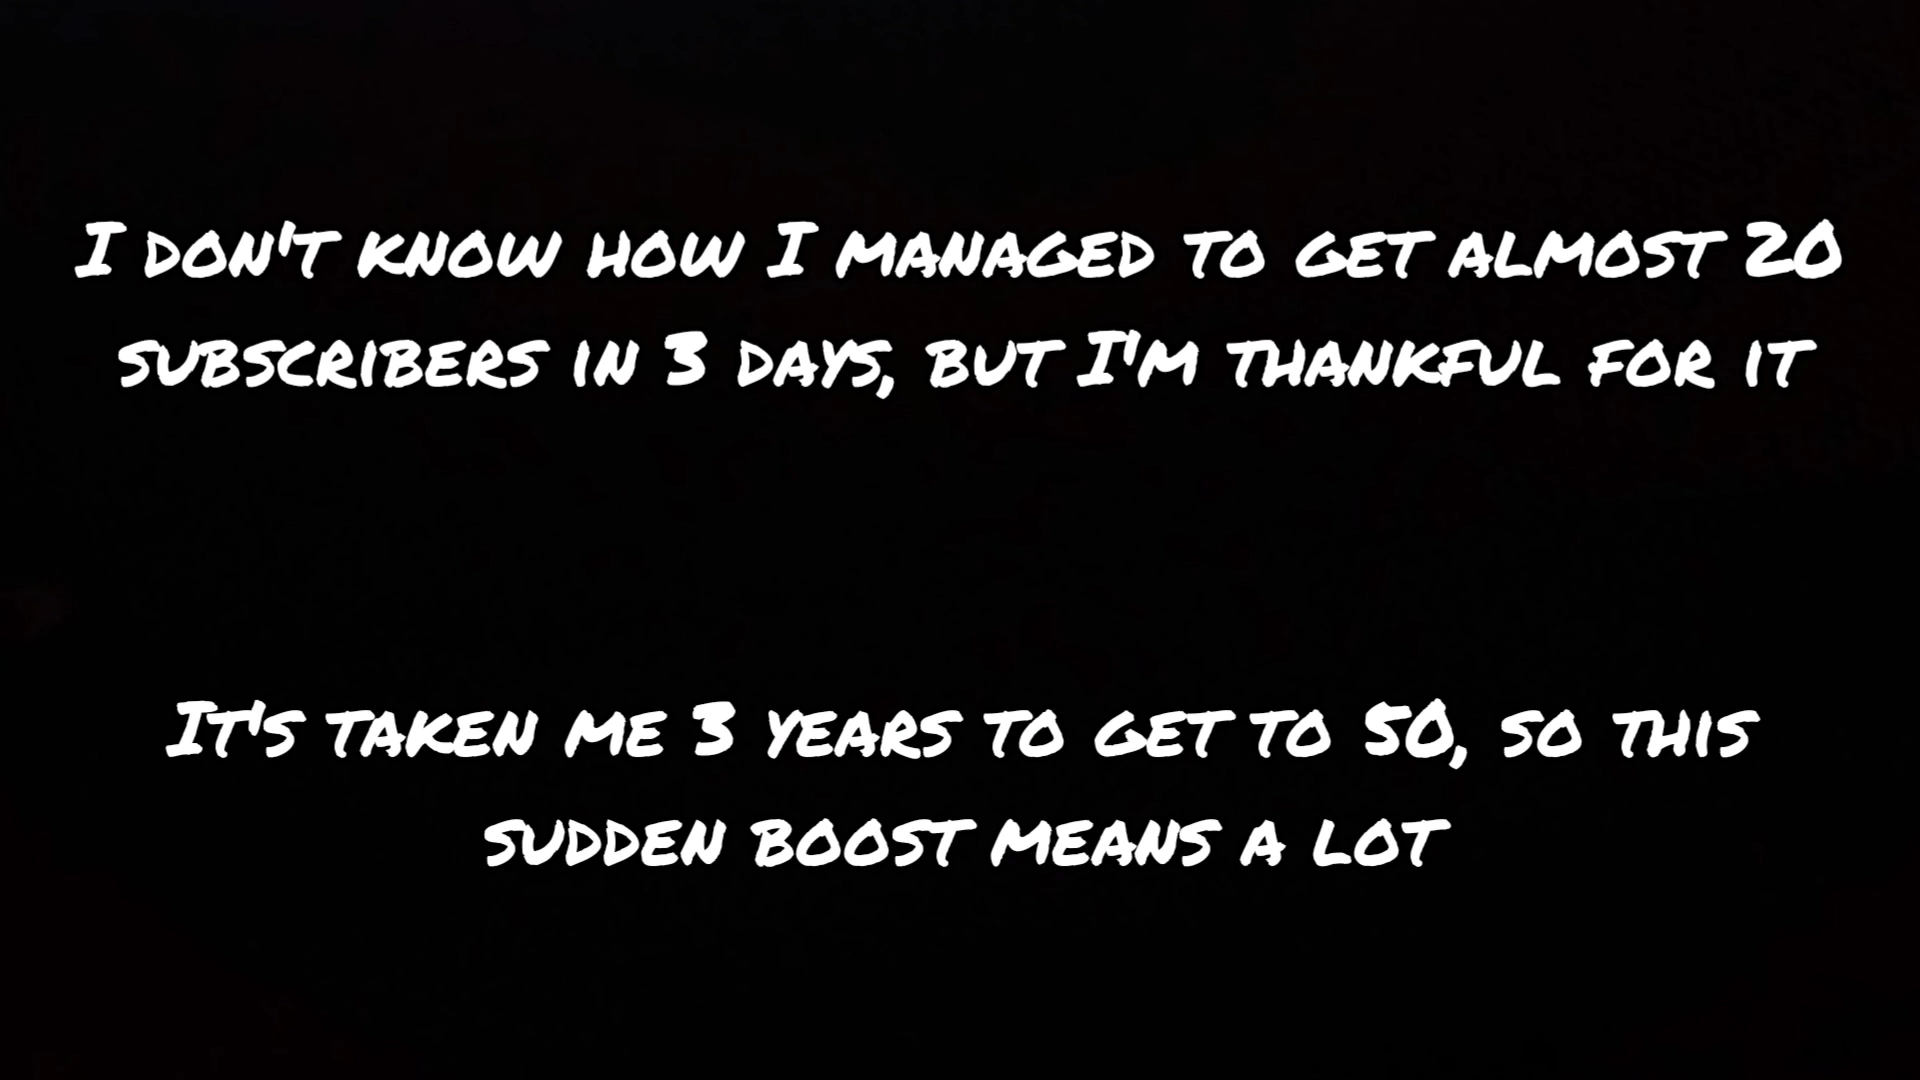 I don't know how I managed to get almost 20
subscribers in 3 days, but I'm thankful for it
It's taken me 3 years to get to 50, so this
sudden boost means a lot